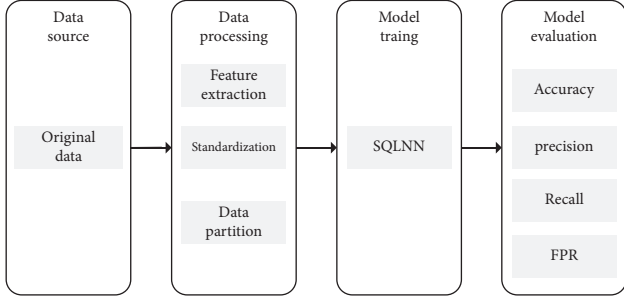 Data
source
Original
data
Data
processing
Feature
extraction
Standardization
Data
partition
Model
traing
SQLNN
Model
evaluation
Accuracy
precision
Recall
FPR